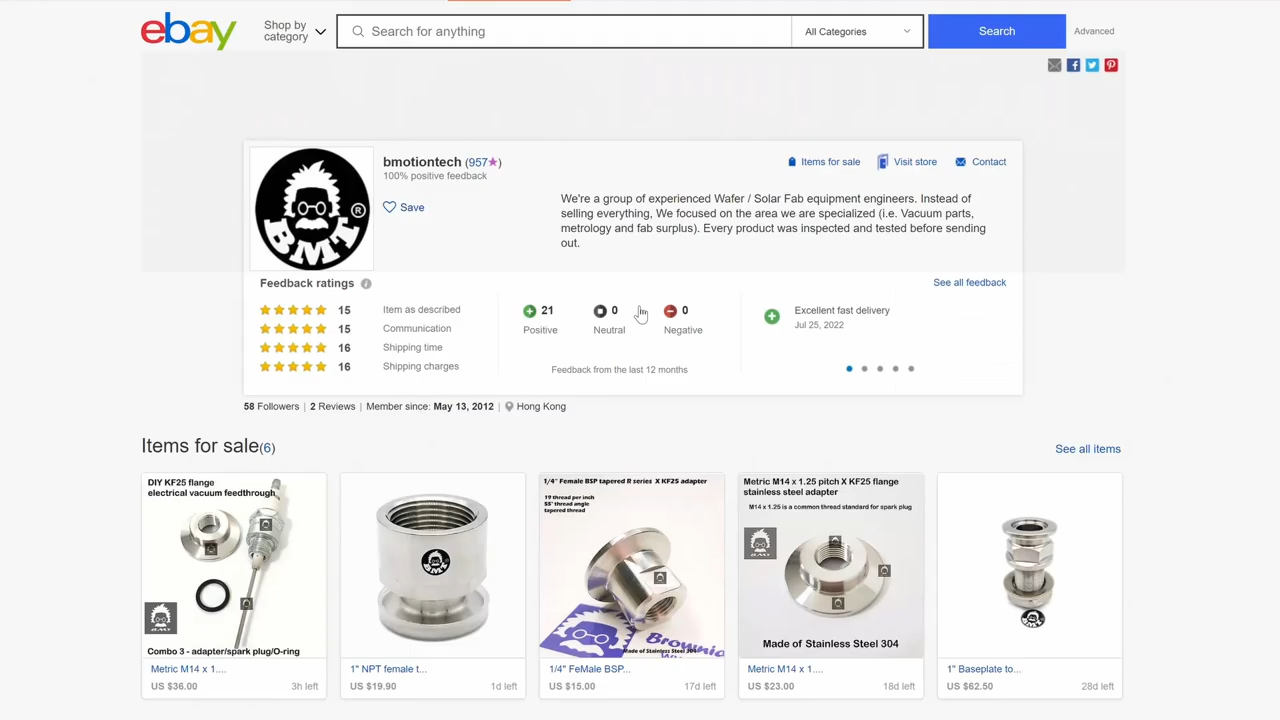 ebay
Shop by
category
Search for anything
All Categories
Search
Advanced
bmotiontech (957★)
100% positive feedback
Save
Items for sale
Visit store
Contact
We're a group of experienced Wafer / Solar Fab equipment engineers. Instead of
selling everything, We focused on the area we are specialized (i.e. Vacuum parts,
metrology and fab surplus). Every product was inspected and tested before sending
out.
BMT ®
Feedback ratings
See all feedback
15 Item as described
15 Communication
16 Shipping time
16 Shipping charges
21 Positive
0 Neutral
0 Negative
Feedback from the last 12 months
Excellent fast delivery
Jul 25, 2022
58 Followers | 2 Reviews | Member since: May 13, 2012 | Hong Kong
Items for sale(6)
See all items
DIY KF25 flange
electrical vacuum feedthrough
Combo 3 - adapter/spark plug/O-ring
Metric M14 x 1....
US $36.00 3h left
BMT
1" NPT female t...
US $19.90 1d left
1/4" Female BSP tapered R series X KF25 adapter
19 thread per inch
55° thread angle
tapered thread
Made of Stainless Steel 304
1/4" FeMale BSP...
US $15.00 17d left
Metric M14 x 1.25 pitch X KF25 flange
stainless steel adapter
M14 x 1.25 is a common thread standard for spark plug
Made of Stainless Steel 304
Metric M14 x 1....
US $23.00 18d left
1" Baseplate to...
US $62.50 28d left